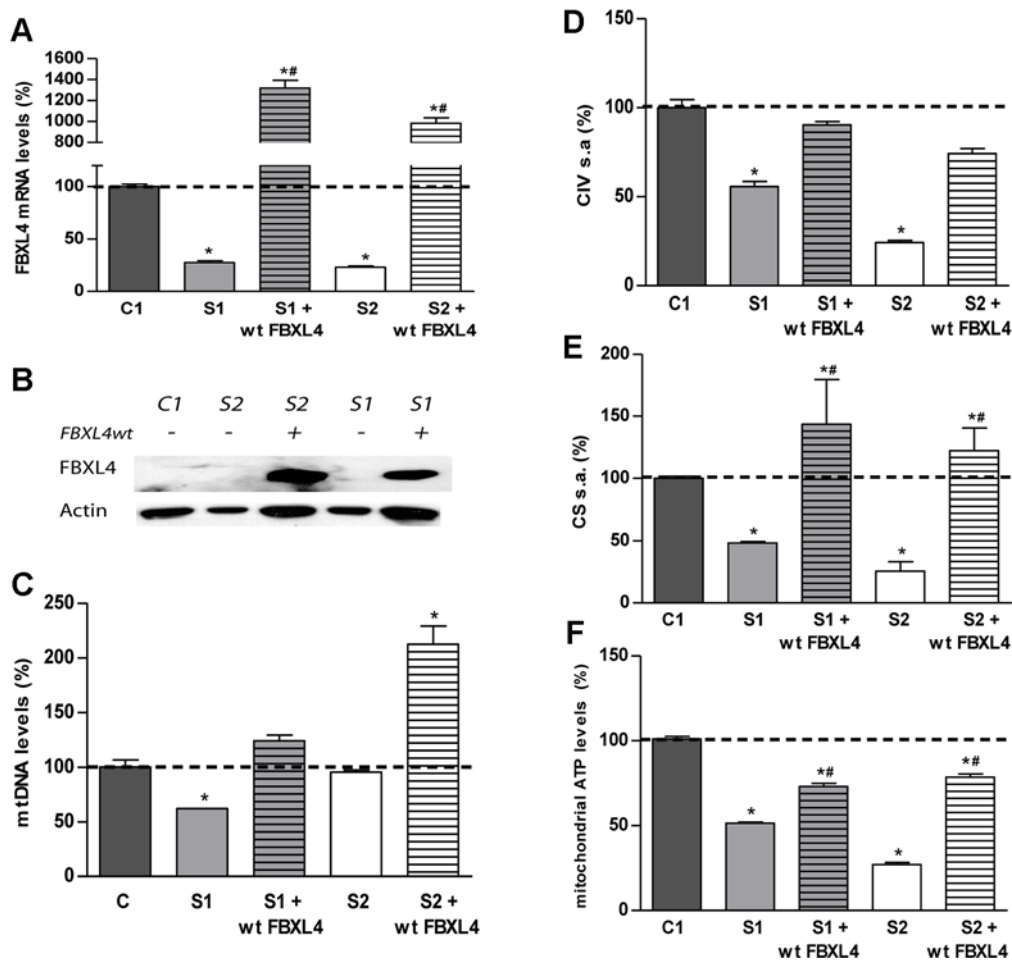 A
FBXL4 mRNA levels (%)
1600
1400
1200
1000
800
100
50
0
*
*#
*
*#
C1 S1 S1 + S2 S2 +
wt FBXL4 wt FBXL4
B
C1 S2 S2 S1 S1
FBXL4wt - - + - +
FBXL4
Actin
C
mtDNA levels (%)
250
200
150
100
50
0
*
*
C S1 S1 + S2 S2 +
wt FBXL4 wt FBXL4
D
CIV s.a (%)
150
100
50
0
*
*
C1 S1 S1 + S2 S2 +
wt FBXL4 wt FBXL4
E
CS s.a. (%)
200
150
100
50
0
*
*#
*
*#
C1 S1 S1 + S2 S2 +
wt FBXL4 wt FBXL4
F
mitochondrial ATP levels (%)
150
100
50
0
*
*#
*
*#
C1 S1 S1 + S2 S2 +
wt FBXL4 wt FBXL4